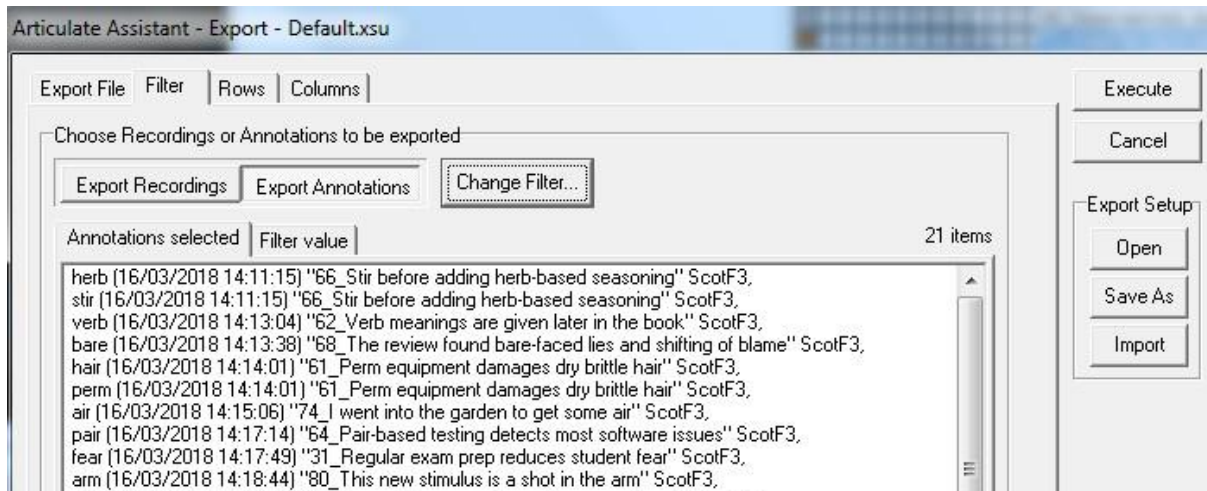 Articulate Assistant - Export - Default.xsu
Export File Filter Rows Columns
Execute
Cancel
Choose Recordings or Annotations to be exported
Export Recordings Export Annotations Change Filter...
Export Setup
Open
Save As
Import
Annotations selected Filter value 21 items
herb (16/03/2018 14:11:15) "66_Stir before adding herb-based seasoning" ScotF3,
stir (16/03/2018 14:11:15) "66_Stir before adding herb-based seasoning" ScotF3,
verb (16/03/2018 14:13:04) "62_Verb meanings are given later in the book" ScotF3,
bare (16/03/2018 14:13:38) "68_The review found bare-faced lies and shifting of blame" ScotF3,
hair (16/03/2018 14:14:01) "61_Perm equipment damages dry brittle hair" ScotF3,
perm (16/03/2018 14:14:01) "61_Perm equipment damages dry brittle hair" ScotF3,
air (16/03/2018 14:15:06) "74_I went into the garden to get some air" ScotF3,
pair (16/03/2018 14:17:14) "64_Pair-based testing detects most software issues" ScotF3,
fear (16/03/2018 14:17:49) "31_Regular exam prep reduces student fear" ScotF3,
arm (16/03/2018 14:18:44) "80_This new stimulus is a shot in the arm" ScotF3,